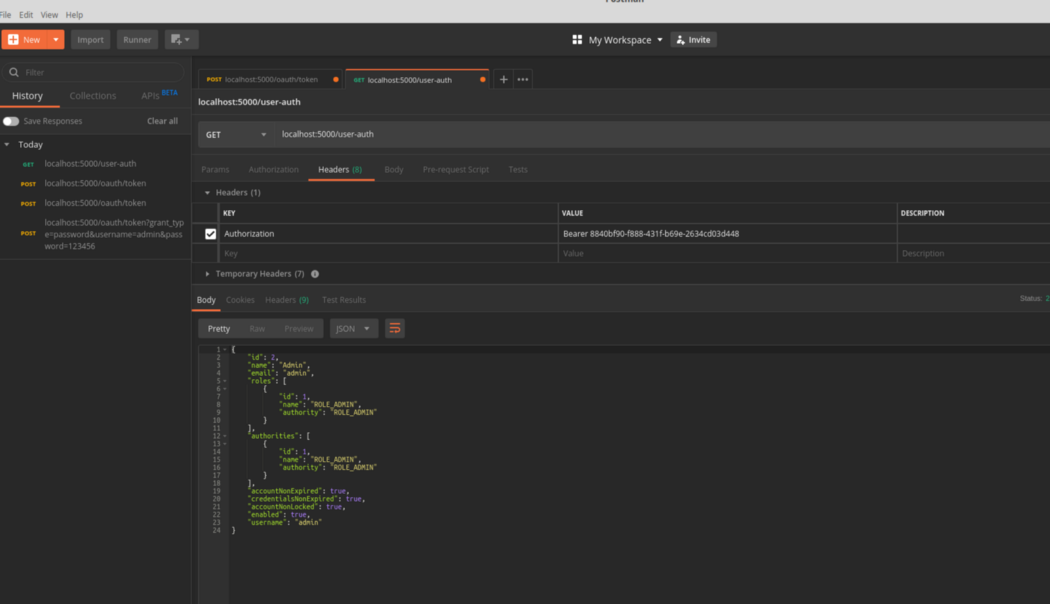 Postman
File Edit View Help
New Import Runner My Workspace Invite
Filter
History Collections APIs BETA
Save Responses Clear all
Today
GET localhost:5000/user-auth
POST localhost:5000/oauth/token
POST localhost:5000/oauth/token
POST localhost:5000/oauth/token?grant_typ
e=password&username=admin&pass
word=123456
POST localhost:5000/oauth/token GET localhost:5000/user-auth + •••
localhost:5000/user-auth
GET localhost:5000/user-auth
Params Authorization Headers (8) Body Pre-request Script Tests
Headers (1)
KEY VALUE DESCRIPTION
Authorization Bearer 8840bf90-f888-431f-b69e-2634cd03d448
Key Value Description
Temporary Headers (7) i
Body Cookies Headers (9) Test Results Status: 2
Pretty Raw Preview JSON
1 {
2 "id": 2,
3 "name": "Admin",
4 "email": "admin",
5 "roles": [
6 {
7 "id": 1,
8 "name": "ROLE_ADMIN",
9 "authority": "ROLE_ADMIN"
10 }
11 ],
12 "authorities": [
13 {
14 "id": 1,
15 "name": "ROLE_ADMIN",
16 "authority": "ROLE_ADMIN"
17 }
18 ],
19 "accountNonExpired": true,
20 "credentialsNonExpired": true,
21 "accountNonLocked": true,
22 "enabled": true,
23 "username": "admin"
24 }